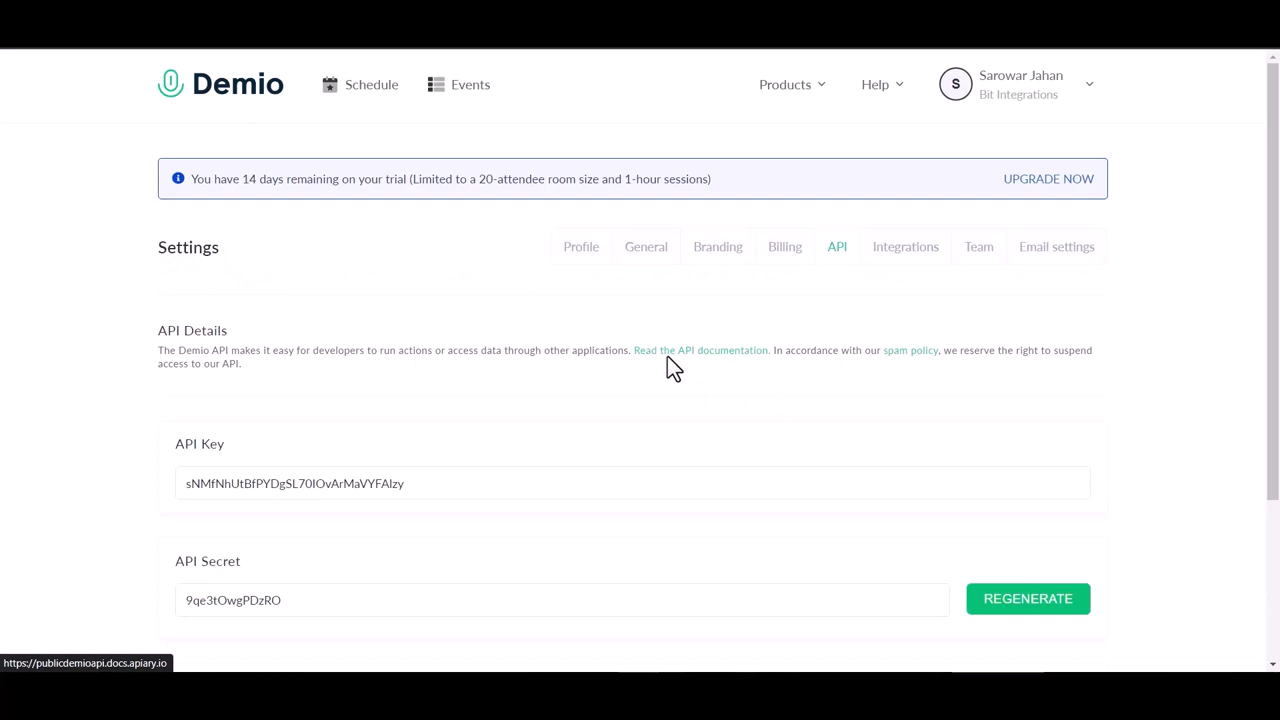 Demio
Schedule
Events
Products
Help
S
Sarowar Jahan
Bit Integrations
You have 14 days remaining on your trial (Limited to a 20-attendee room size and 1-hour sessions)
UPGRADE NOW
Settings
Profile
General
Branding
Billing
API
Integrations
Team
Email settings
API Details
The Demio API makes it easy for developers to run actions or access data through other applications. Read the API documentation. In accordance with our spam policy, we reserve the right to suspend
access to our API.
API Key
sNMfNhUtBfPYDgSL70IOvArMaVYFAlzy
API Secret
9qe3tOwgPDzRO
REGENERATE
https://publicdemioapi.docs.apiary.io